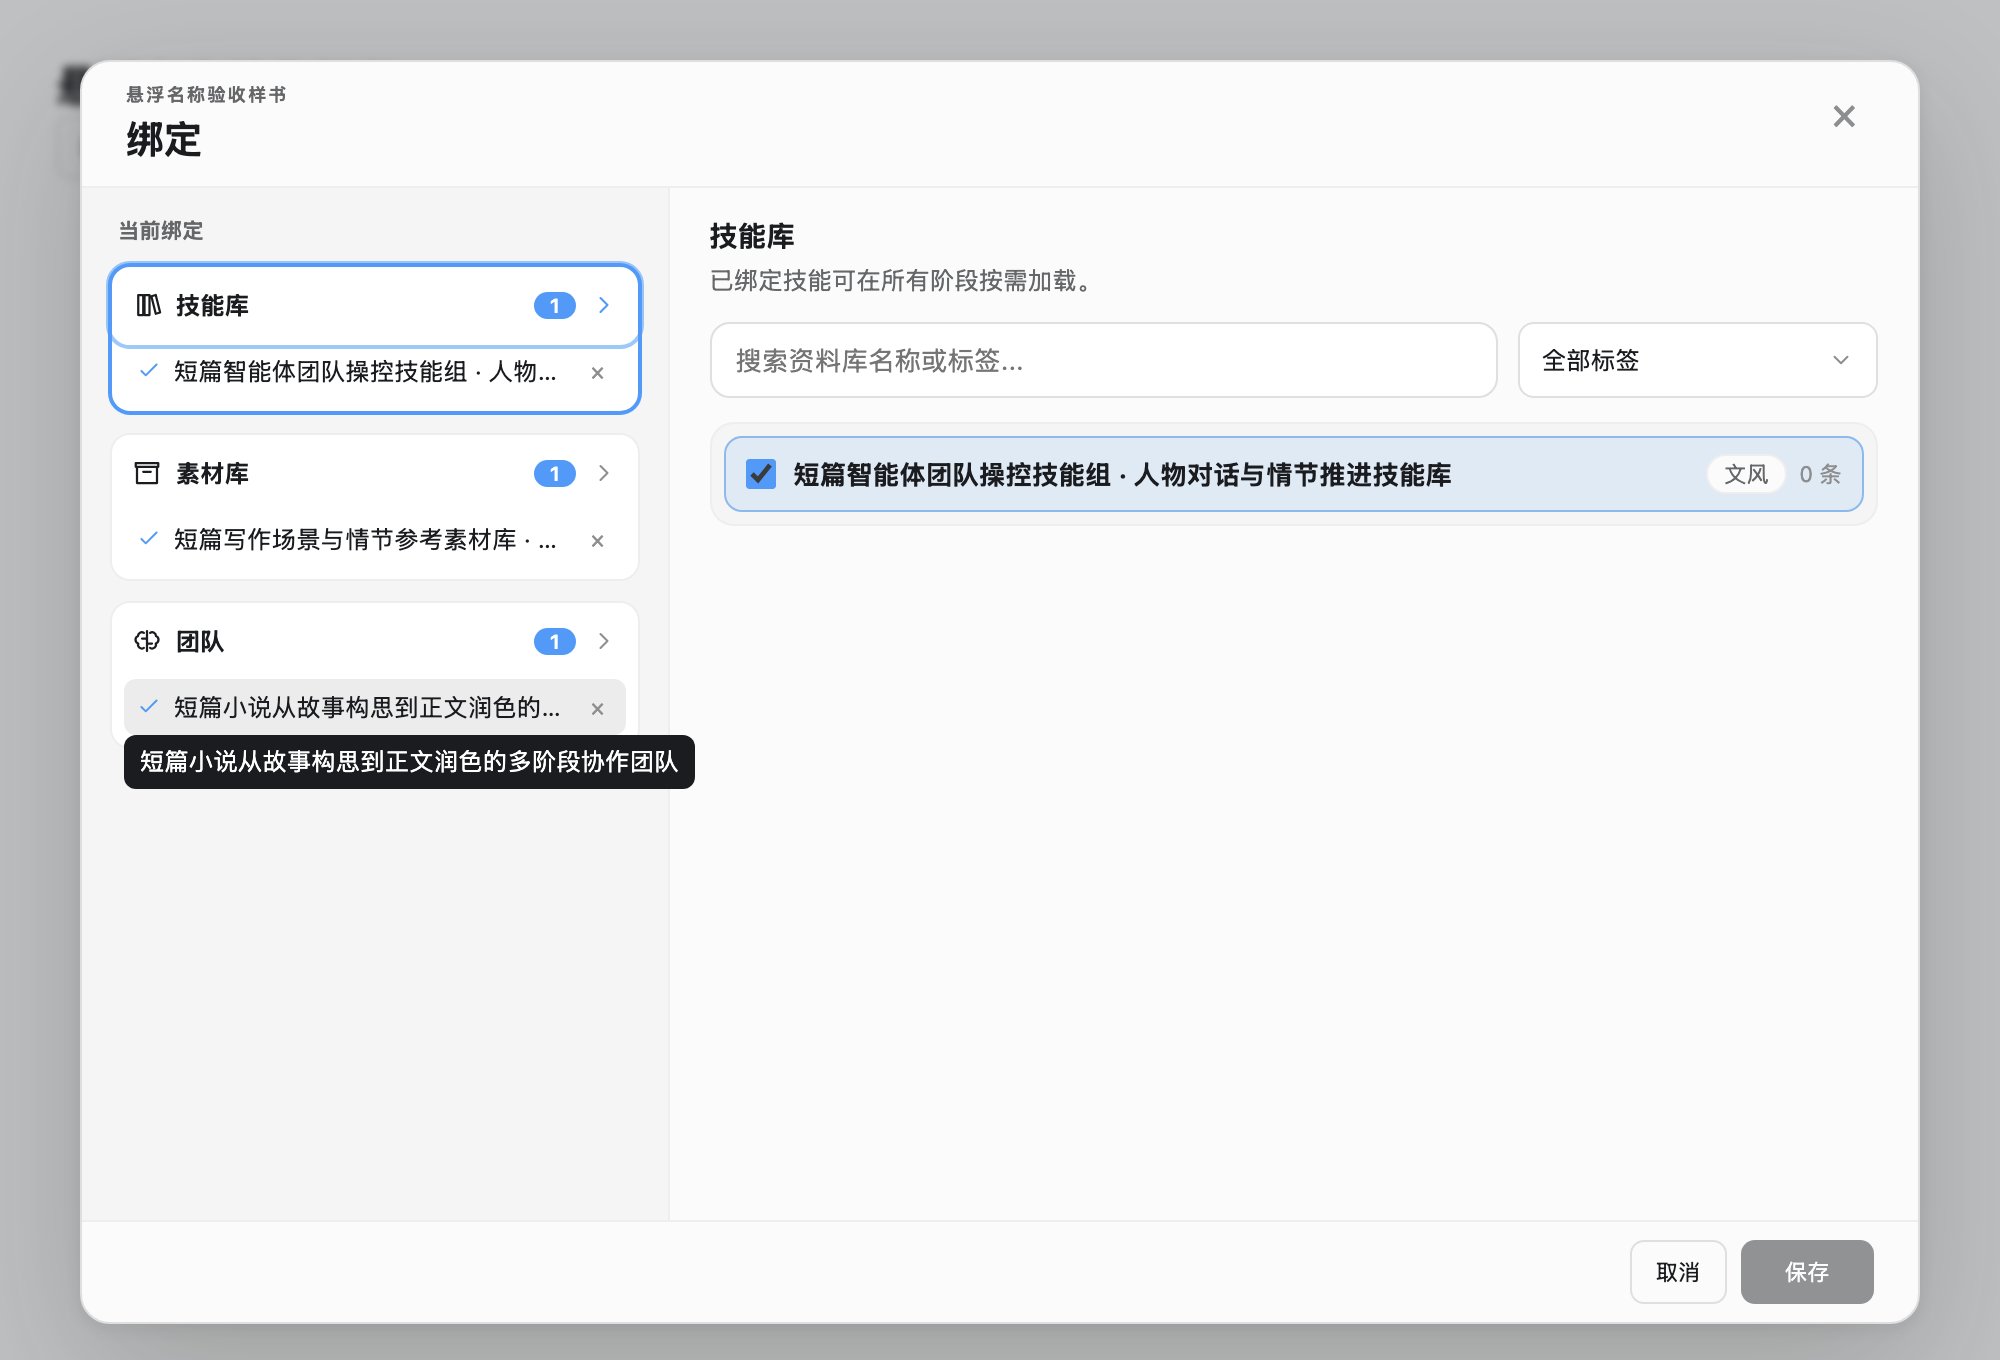 悬浮名称验收样书
绑定
当前绑定
技能库
1
短篇智能体团队操控技能组 · 人物...
素材库
1
短篇写作场景与情节参考素材库 · ...
团队
1
短篇小说从故事构思到正文润色的...
短篇小说从故事构思到正文润色的多阶段协作团队
技能库
已绑定技能可在所有阶段按需加载。
搜索资料库名称或标签...
全部标签
短篇智能体团队操控技能组 · 人物对话与情节推进技能库
文风
0 条
取消
保存